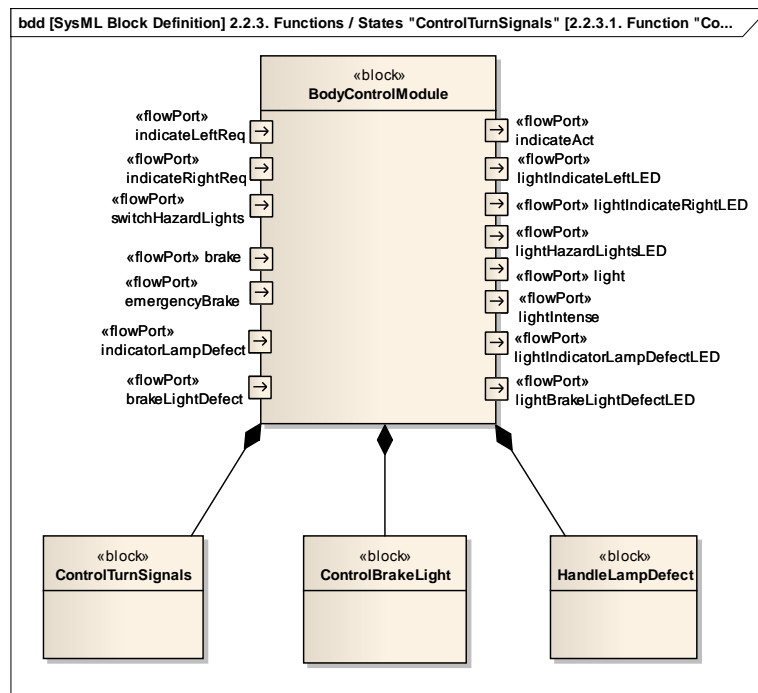 bdd [SysML Block Definition] 2.2.3. Functions / States "ControlTurnSignals" [2.2.3.1. Function "Co...
«block»
BodyControlModule
«flowPort»
indicateLeftReq
«flowPort»
indicateRightReq
«flowPort»
switchHazardLights
«flowPort» brake
«flowPort»
emergencyBrake
«flowPort»
indicatorLampDefect
«flowPort»
brakeLightDefect
«flowPort»
indicateAct
«flowPort»
lightIndicateLeftLED
«flowPort» lightIndicateRightLED
«flowPort»
lightHazardLightsLED
«flowPort» light
«flowPort»
lightIntense
«flowPort»
lightIndicatorLampDefectLED
«flowPort»
lightBrakeLightDefectLED
«block»
ControlTurnSignals
«block»
ControlBrakeLight
«block»
HandleLampDefect